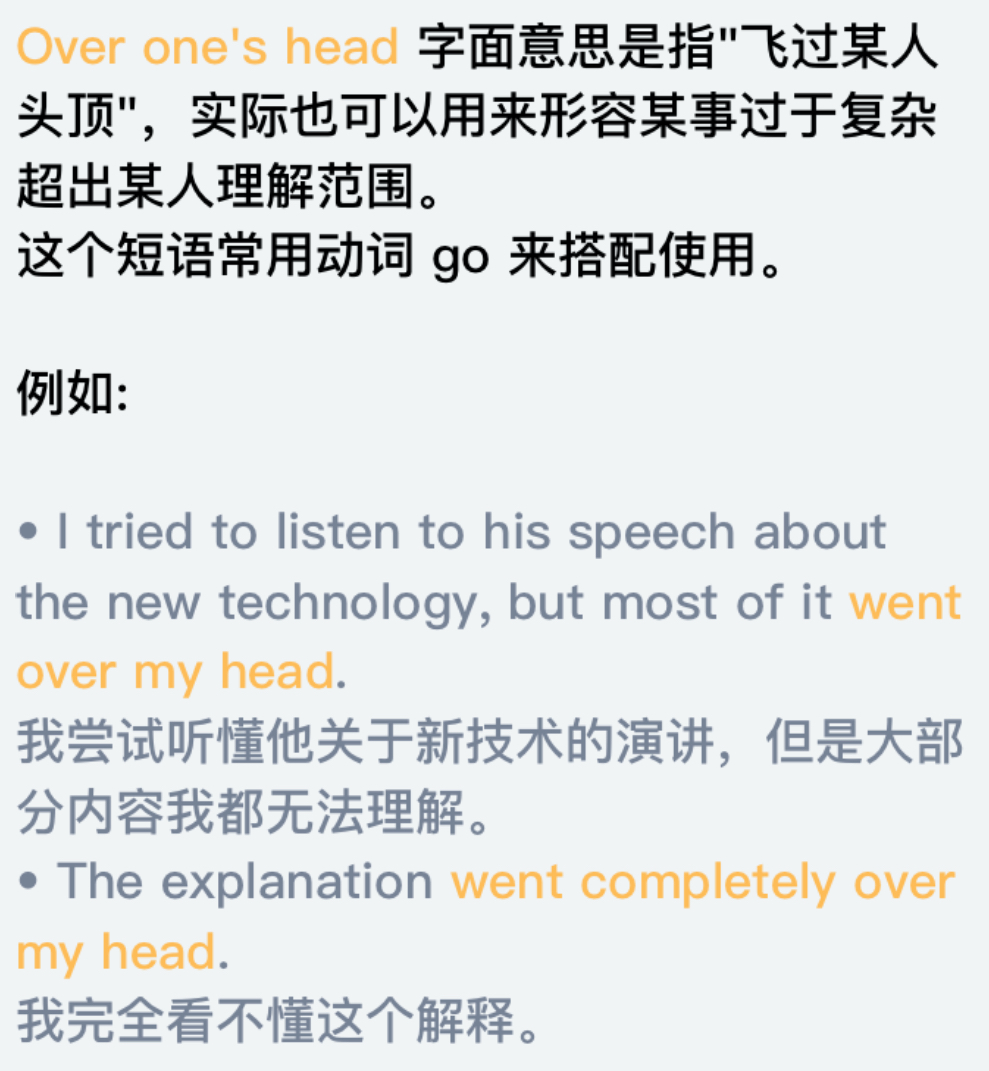 Over one's head 字面意思是指"飞过某人
头顶"，实际也可以用来形容某事过于复杂
超出某人理解范围。
这个短语常用动词 go 来搭配使用。
例如:
• I tried to listen to his speech about
the new technology, but most of it went
over my head.
我尝试听懂他关于新技术的演讲，但是大部
分内容我都无法理解。
• The explanation went completely over
my head.
我完全看不懂这个解释。